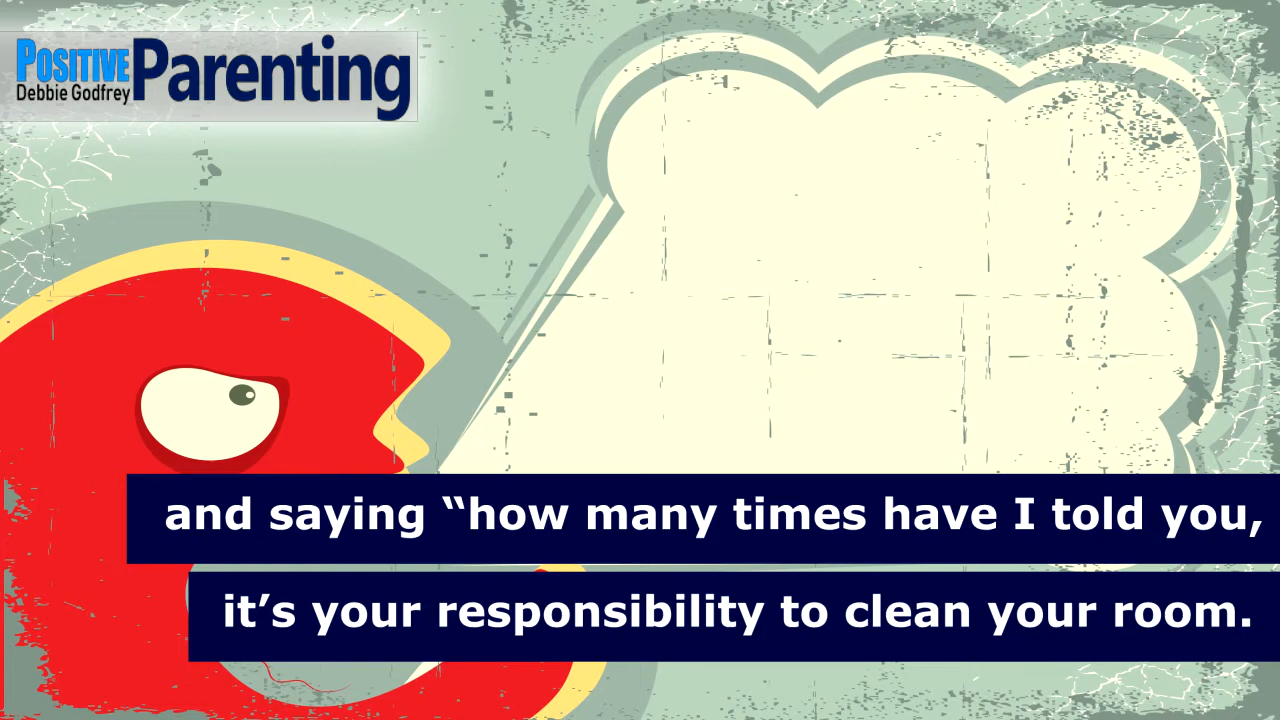 POSITIVE Parenting
Debbie Godfrey
and saying “how many times have I told you,
it’s your responsibility to clean your room.